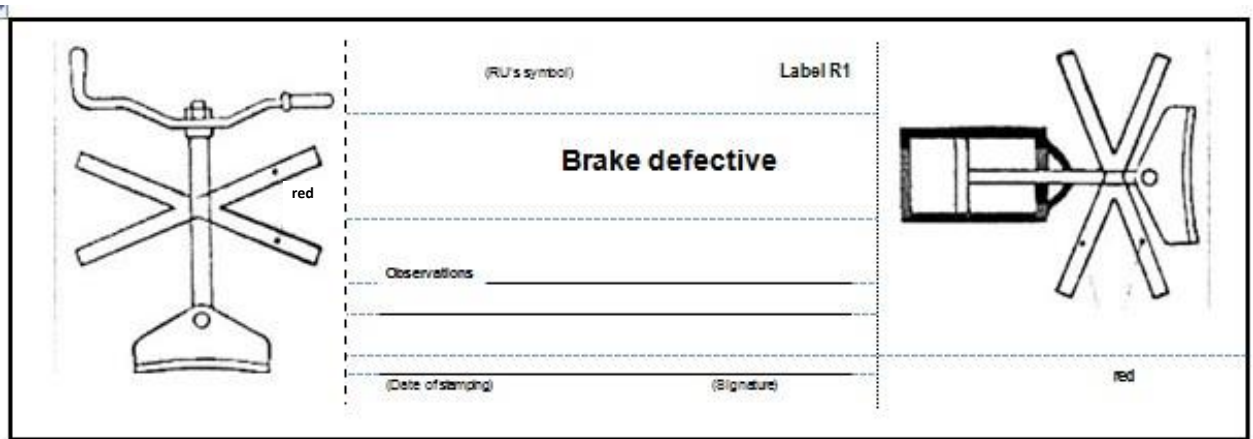 (RU's symbol) Label R1
Brake defective
red
Observations
(Date of stamping) (Signature)
red